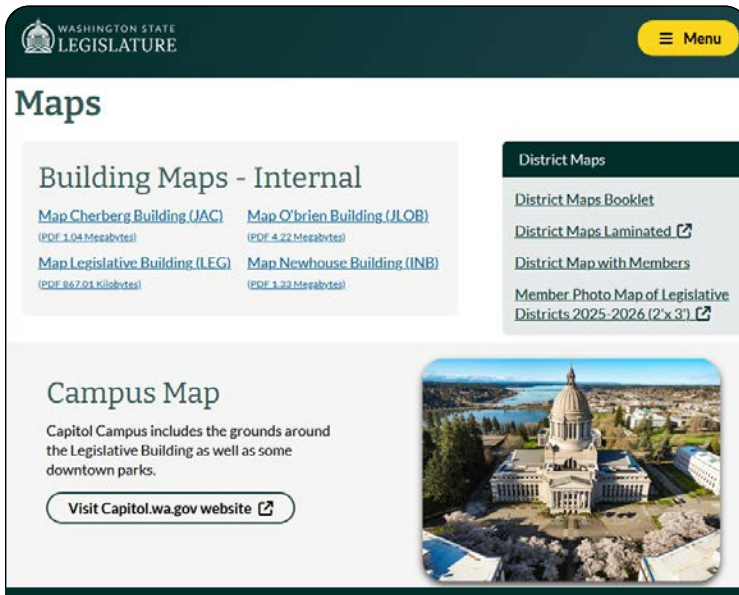 WASHINGTON STATE
LEGISLATURE
Menu
Maps
Building Maps - Internal
Map Cherberg Building (JAC)
(PDF 1.04 Megabytes)
Map O'brien Building (JLOB)
(PDF 4.22 Megabytes)
Map Legislative Building (LEG)
(PDF 867.01 Kilobytes)
Map Newhouse Building (INB)
(PDF 1.33 Megabytes)
District Maps
District Maps Booklet
District Maps Laminated
District Map with Members
Member Photo Map of Legislative
Districts 2025-2026 (2'x 3')
Campus Map
Capitol Campus includes the grounds around
the Legislative Building as well as some
downtown parks.
Visit Capitol.wa.gov website